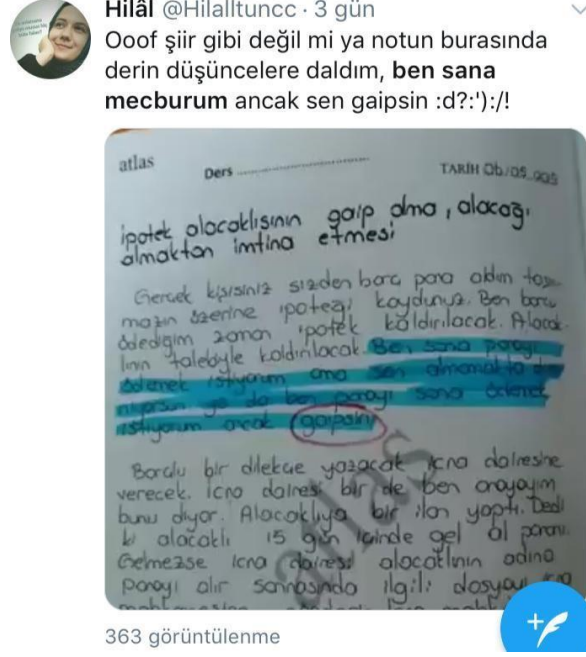 Hilâl @Hilalltuncc · 3 gün
Ooof şiir gibi değil mi ya notun burasında
derin düşüncelere daldım, ben sana
mecburum ancak sen gaipsin :d?:'):/!
atlas
Ders
TARİH 06/05
ipotek alacaklısının gaip olma, alacağı
almaktan imtina etmesi
Gerçek kişisiniz sizden borç para aldım taşın
mazın üzerine ipoteği koydunuz. Ben borcu
ödediğim zaman ipotek kaldırılacak. Alacak
lının talebiyle kaldırılacak. Ben sana parayı
ödemek istiyorum ama sen almamakta
ya da ben parayı sana ödemek
istiyorum ancak gaipsin
Borçlu bir dilekçe yazacak icra dairesine
verecek. İcra dairesi bir de ben arayayım
bunu diyor. Alacaklıya bir ilan yaptı. Dedi
ki alacaklı 15 gün içinde gel al paranı.
Gelmezse icra dairesi alacaklının adına
parayı alır sonrasında ilgili dosyayı
atlas
363 görüntülenme